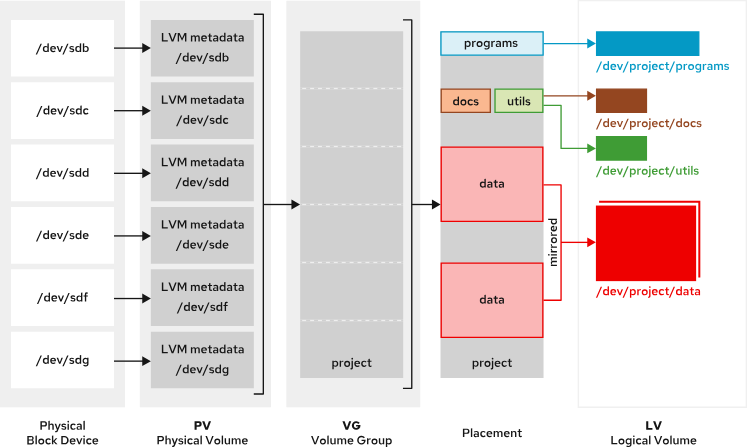 /dev/sdb
/dev/sdc
/dev/sdd
/dev/sde
/dev/sdf
/dev/sdg
Physical
Block Device
LVM metadata
/dev/sdb
LVM metadata
/dev/sdc
LVM metadata
/dev/sdd
LVM metadata
/dev/sde
LVM metadata
/dev/sdf
LVM metadata
/dev/sdg
PV
Physical Volume
project
VG
Volume Group
programs
docs
utils
data
data
mirrored
project
Placement
/dev/project/programs
/dev/project/docs
/dev/project/utils
/dev/project/data
LV
Logical Volume